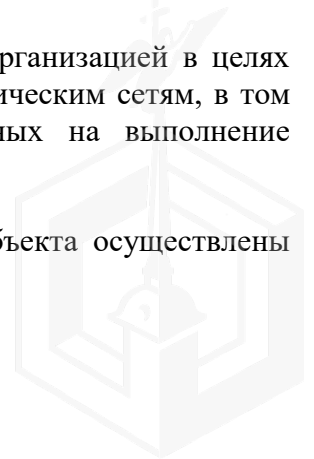 рганизацией в целях
ическим сетям, в том
ных на выполнение
бъекта осуществлены